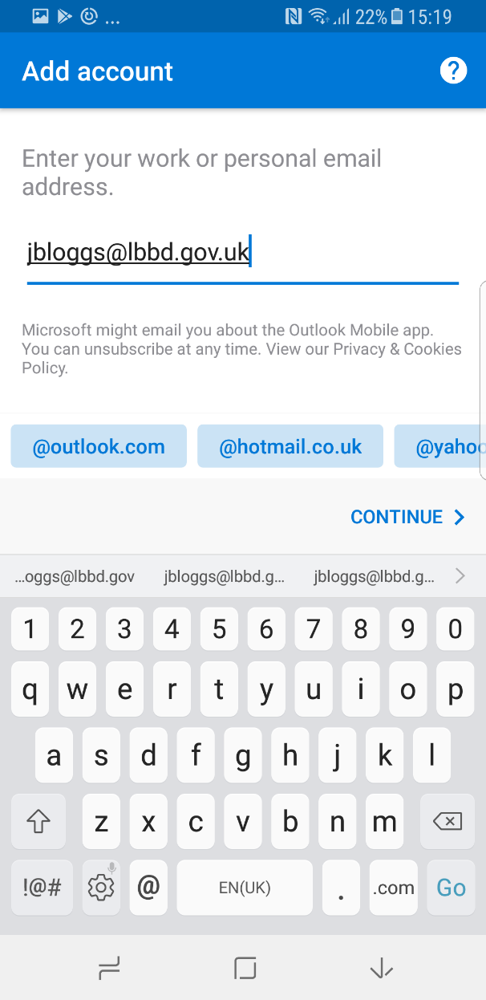 ... 22% 15:19
Add account ?
Enter your work or personal email
address.
jbloggs@lbbd.gov.uk
Microsoft might email you about the Outlook Mobile app.
You can unsubscribe at any time. View our Privacy & Cookies
Policy.
@outlook.com @hotmail.co.uk @yahoo
CONTINUE >
...oggs@lbbd.gov jbloggs@lbbd.g... jbloggs@lbbd.g... >
1 2 3 4 5 6 7 8 9 0
q w e r t y u i o p
a s d f g h j k l
z x c v b n m
!@# @ EN(UK) . .com Go